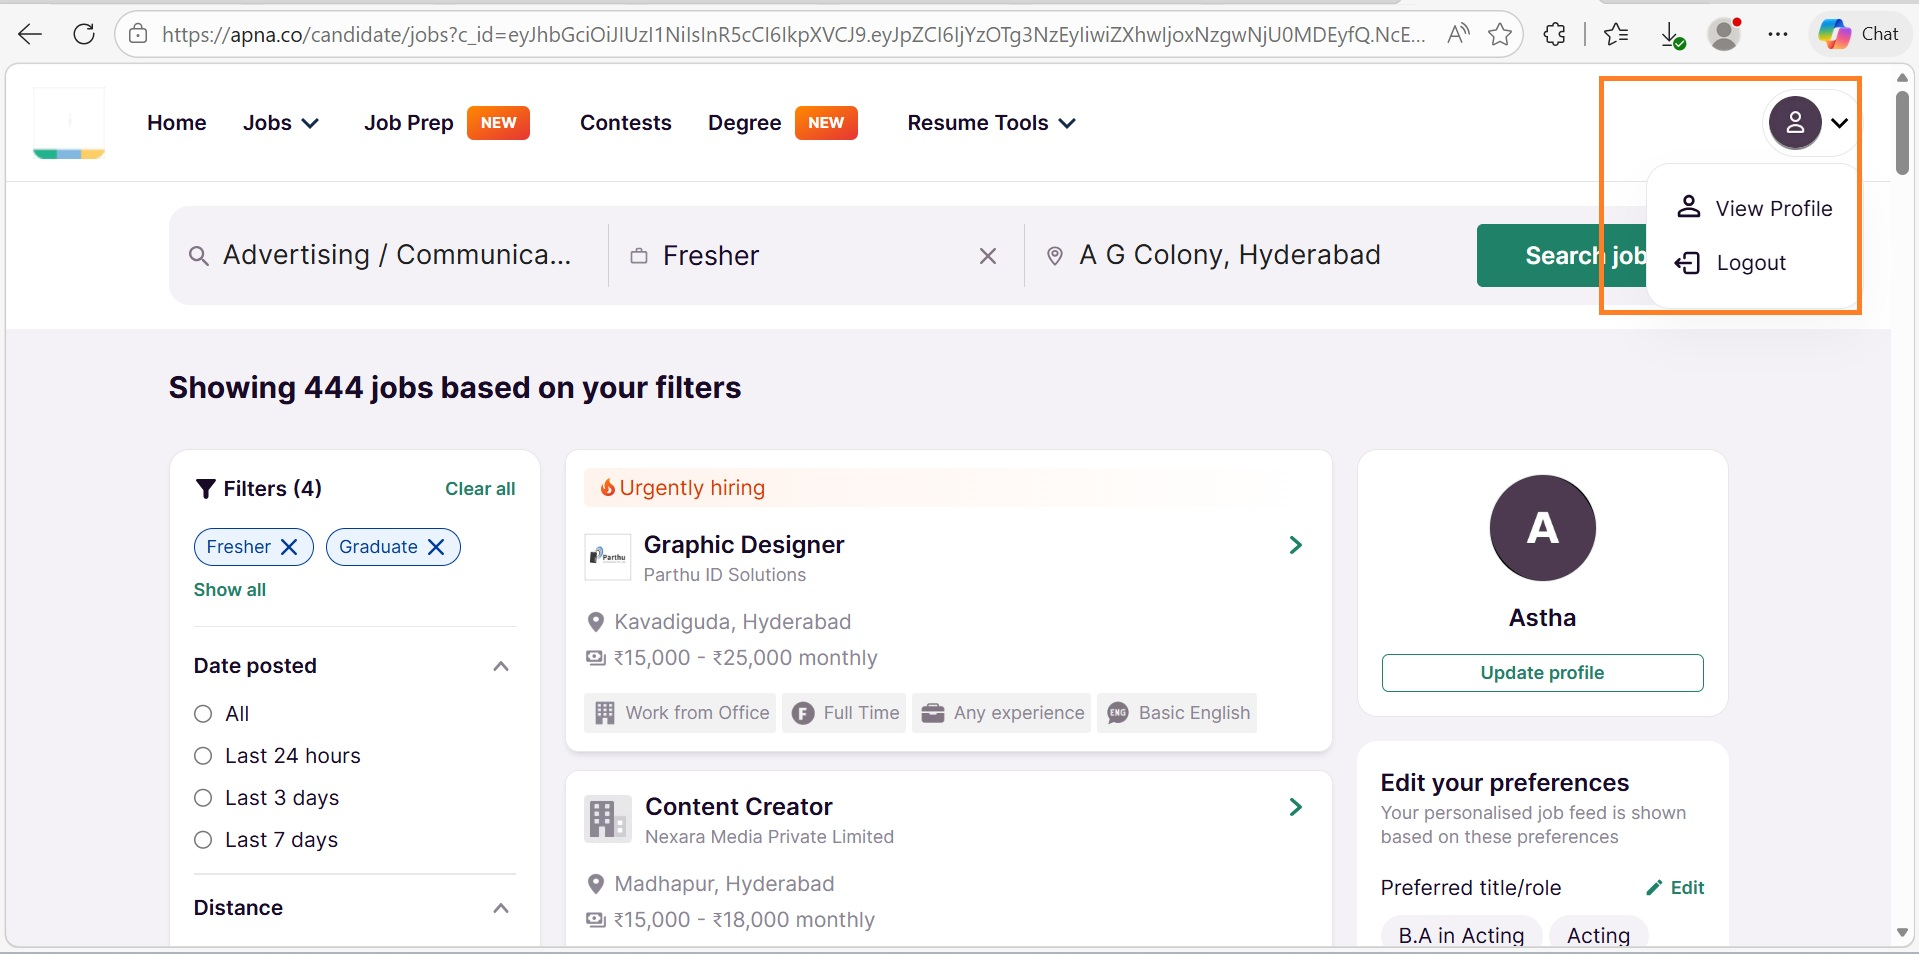 https://apna.co/candidate/jobs?c_id=eyJhbGciOiJIUzI1NiIsInR5cCI6IkpXVCJ9.eyJpZCI6IjYzOTg3NzEyIiwiZXhwIjoxNzgwNjU0MDEyfQ.NcE...
Chat
Home Jobs Job Prep NEW Contests Degree NEW Resume Tools
View Profile
Advertising / Communica... Fresher A G Colony, Hyderabad Search job
Logout
Showing 444 jobs based on your filters
Filters (4) Clear all
Fresher Graduate
Show all
Date posted
All
Last 24 hours
Last 3 days
Last 7 days
Distance
Urgently hiring
Parthu
Graphic Designer
Parthu ID Solutions
Kavadiguda, Hyderabad
₹15,000 - ₹25,000 monthly
Work from Office F Full Time Any experience ENG Basic English
Content Creator
Nexara Media Private Limited
Madhapur, Hyderabad
₹15,000 - ₹18,000 monthly
A
Astha
Update profile
Edit your preferences
Your personalised job feed is shown
based on these preferences
Preferred title/role Edit
B.A in Acting Acting